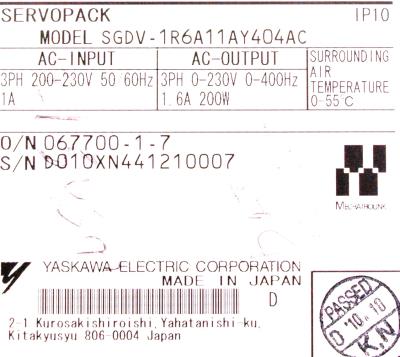 SERVOPACK IP10
MODEL SGDV-1R6A11AY404AC
AC-INPUT AC-OUTPUT SURROUNDING
3PH 200-230V 50 60Hz 3PH 0-230V 0-400Hz AIR
1A 1.6A 200W TEMPERATURE
0-55°C
O/N 067700-1-7
S/N D010XN441210007
MECHATROLINK
YASKAWA ELECTRIC CORPORATION
MADE IN JAPAN
D
2-1 Kurosakishiroishi, Yahatanishi-ku,
Kitakyusyu 806-0004 Japan
PASSED
0 '10.10
K.N